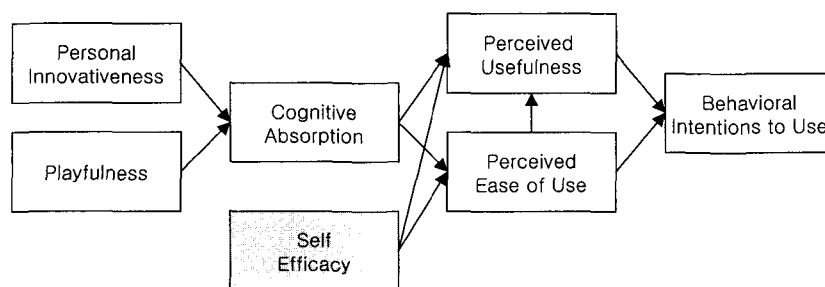 Personal
Innovativeness
Playfulness
Cognitive
Absorption
Self
Efficacy
Perceived
Usefulness
Perceived
Ease of Use
Behavioral
Intentions to Use